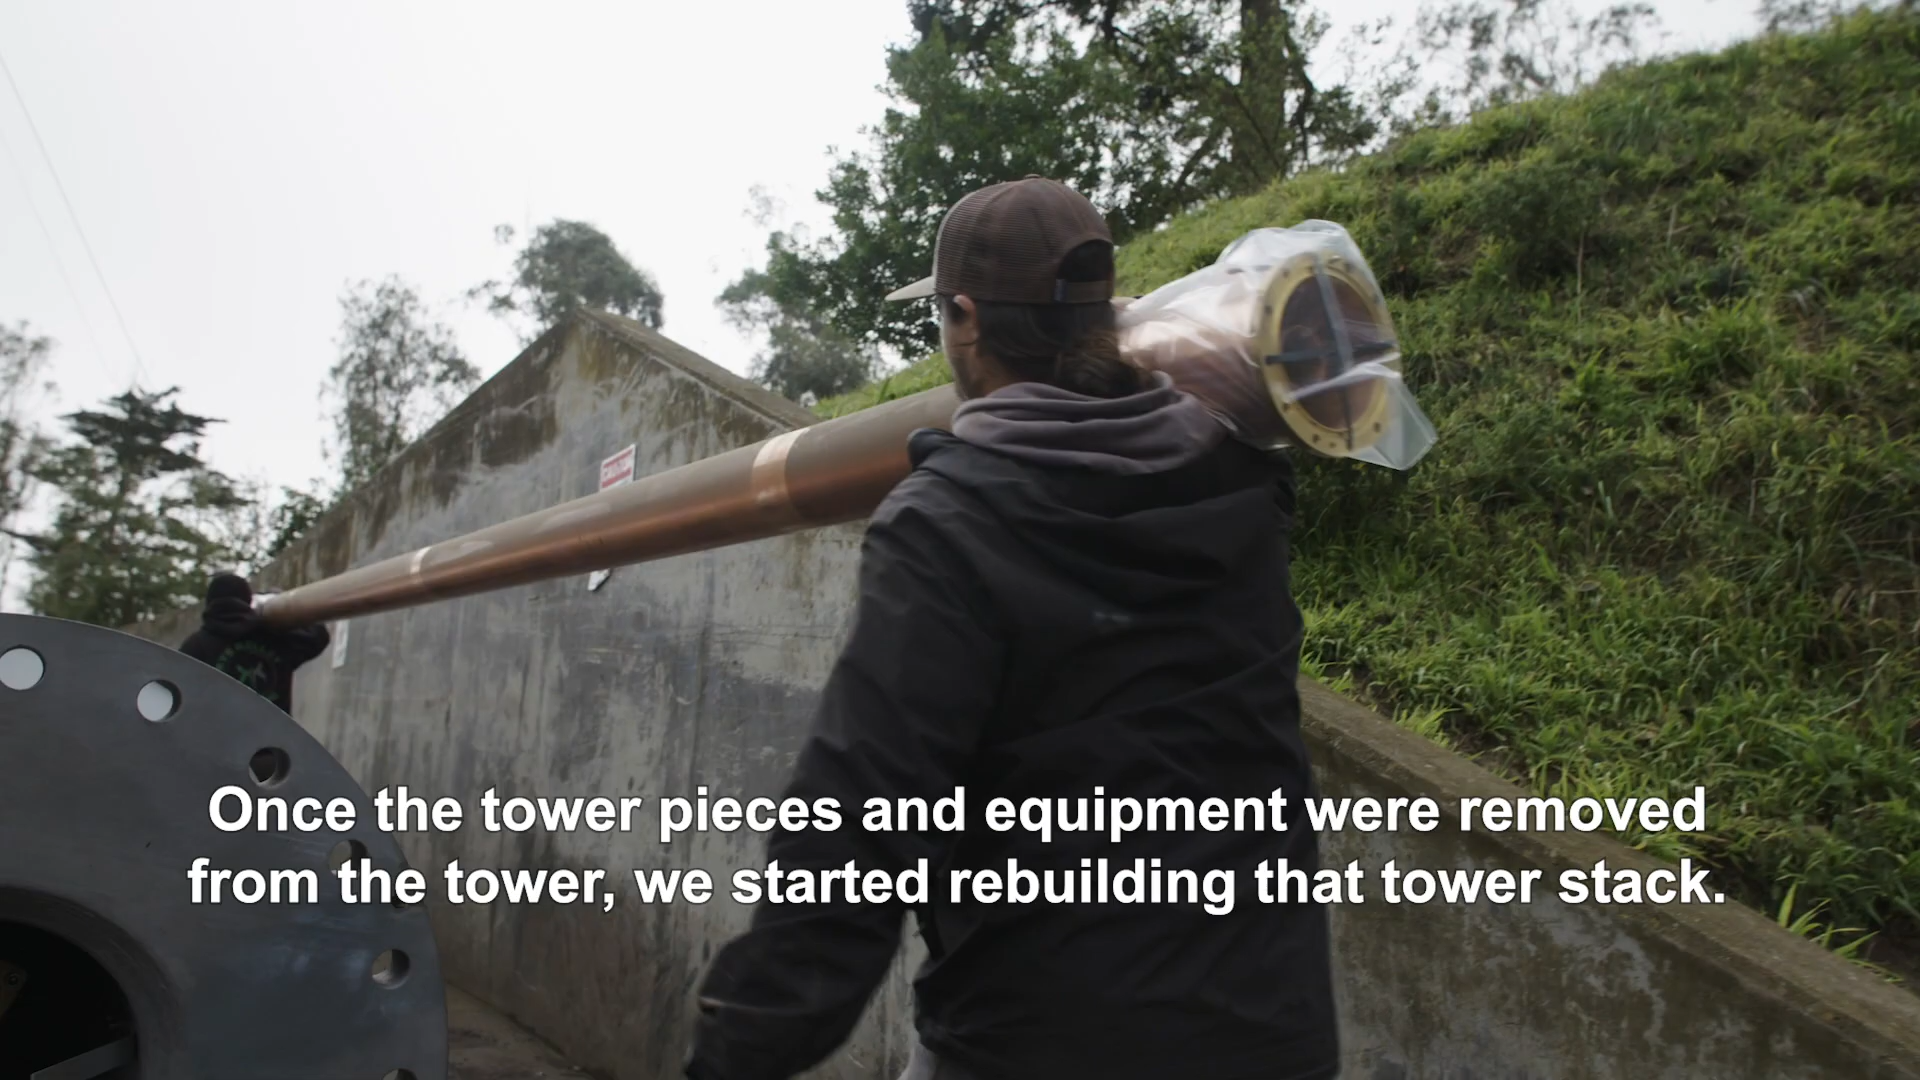 Once the tower pieces and equipment were removed
from the tower, we started rebuilding that tower stack.